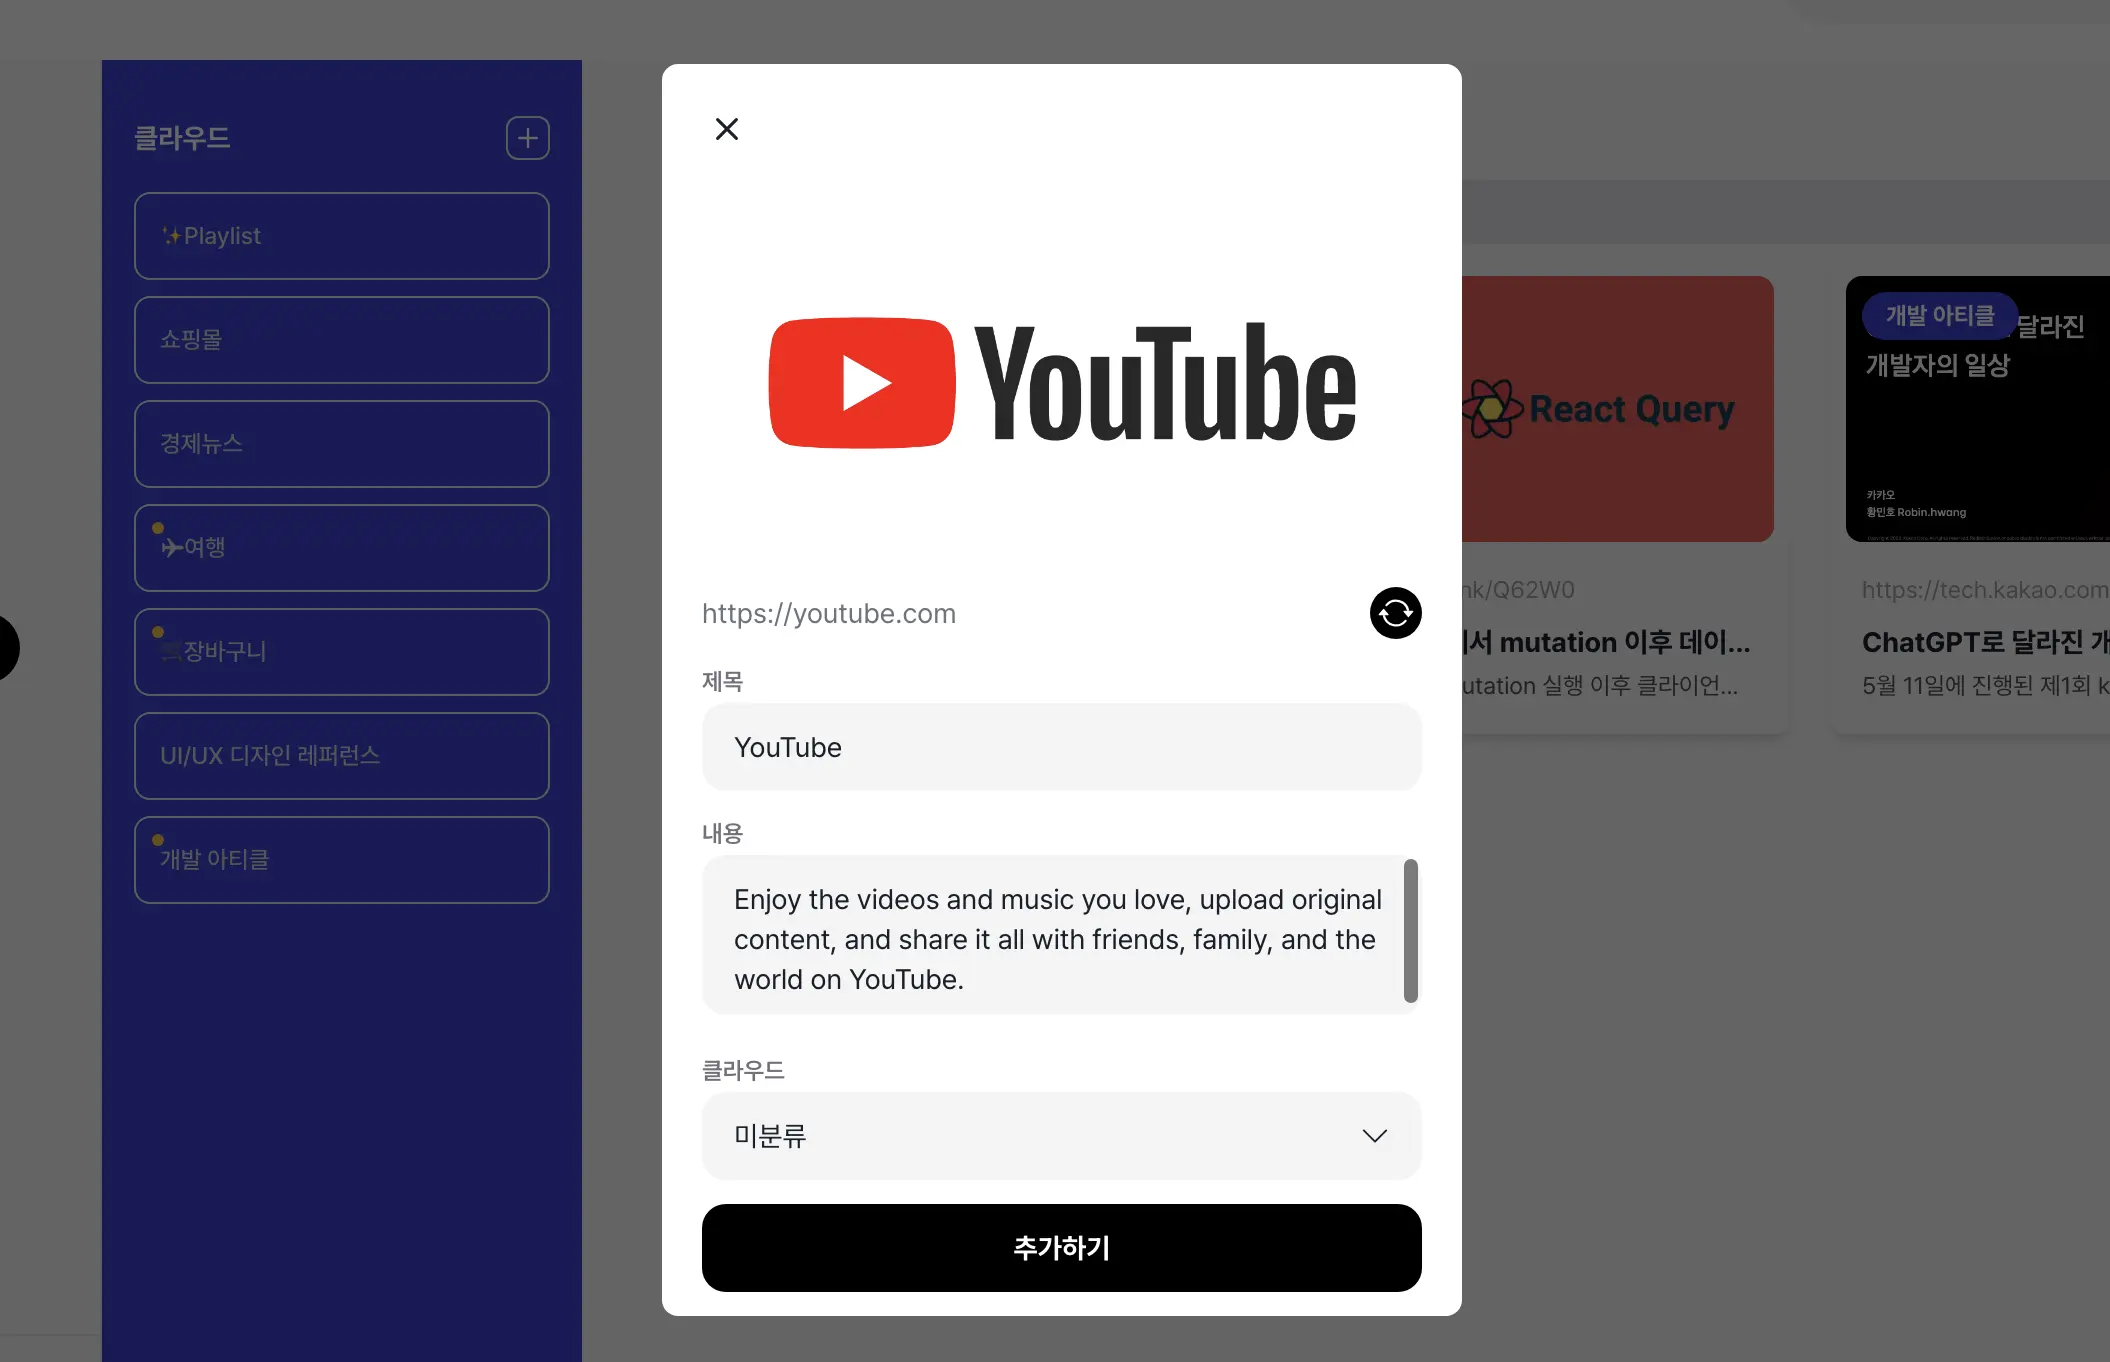 클라우드
✨Playlist
쇼핑몰
경제뉴스
✈여행
🛒장바구니
UI/UX 디자인 레퍼런스
개발 아티클
YouTube
https://youtube.com
제목
YouTube
내용
Enjoy the videos and music you love, upload original
content, and share it all with friends, family, and the
world on YouTube.
클라우드
미분류
추가하기
React Query
nk/Q62W0
에서 mutation 이후 데이...
utation 실행 이후 클라이언...
개발 아티클
달라진
개발자의 일상
카카오
황민호 Robin.hwang
https://tech.kakao.com
ChatGPT로 달라진 개
5월 11일에 진행된 제1회 k